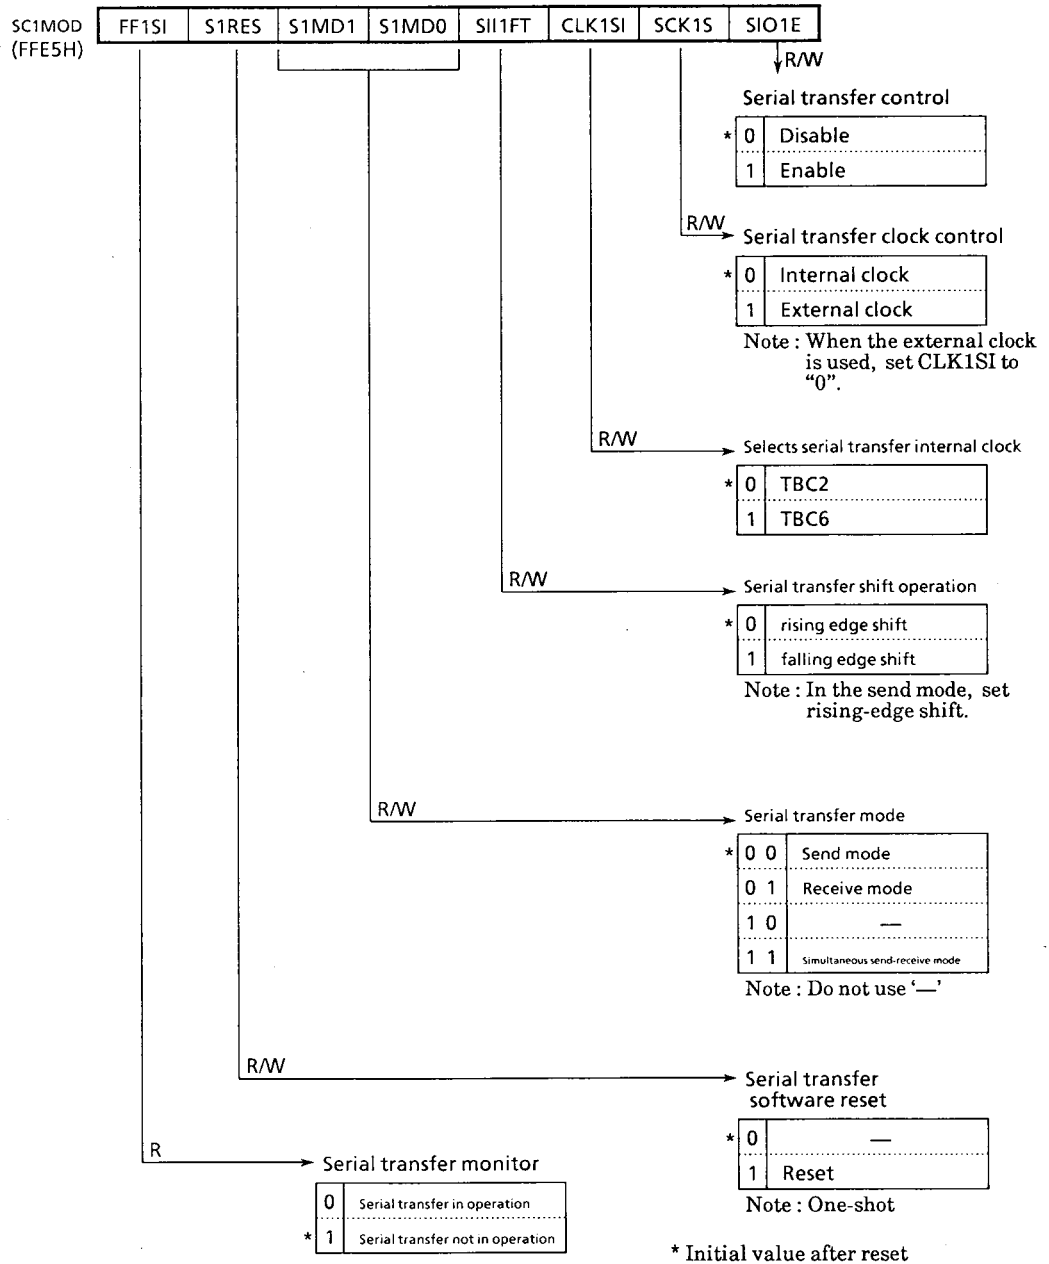 SC1MOD
(FFE5H)
FF1SI S1RES S1MD1 S1MD0 SII1FT CLK1SI SCK1S SIO1E
R/W
Serial transfer control
* 0 Disable
1 Enable
R/W
Serial transfer clock control
* 0 Internal clock
1 External clock
Note : When the external clock
is used, set CLK1SI to
“0”.
R/W
Selects serial transfer internal clock
* 0 TBC2
1 TBC6
R/W
Serial transfer shift operation
* 0 rising edge shift
1 falling edge shift
Note : In the send mode, set
rising-edge shift.
R/W
Serial transfer mode
* 0 0 Send mode
0 1 Receive mode
1 0 —
1 1 Simultaneous send-receive mode
Note : Do not use ‘—’
R/W
Serial transfer
software reset
* 0 —
1 Reset
Note : One-shot
R
Serial transfer monitor
0 Serial transfer in operation
* 1 Serial transfer not in operation
* Initial value after reset